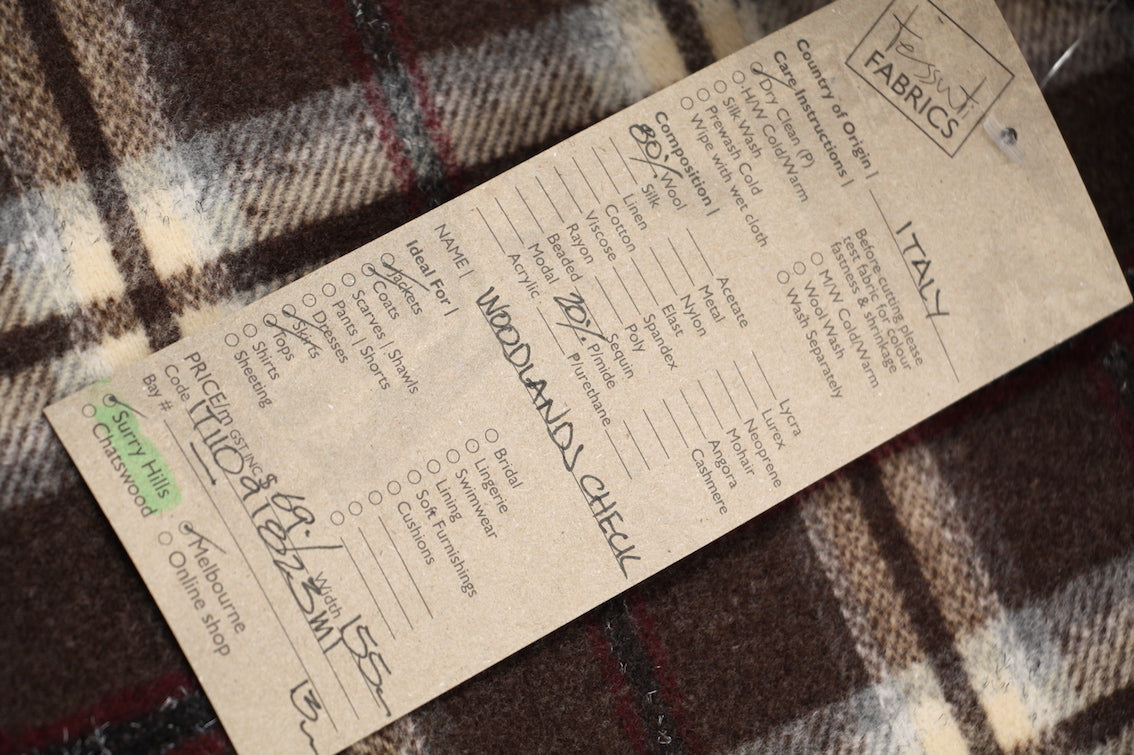 Tessuti
FABRICS
Country of Origin | ITALY
Care Instructions |
Dry Clean (P)
H/W Cold/Warm
Silk Wash
Prewash Cold
Wipe with wet cloth
Before cutting please
test fabric for colour
fastness & shrinkage
M/W Cold/Warm
Wool Wash
Wash Separately
Composition |
80% Wool
Silk
Linen
Cotton
Viscose
Rayon
Beaded
Modal
Acrylic
Acetate
Metal
Nylon
Elast
Spandex
Poly
Sequin
20% P/mide
P/urethane
Lycra
Lurex
Neoprene
Mohair
Angora
Cashmere
NAME | WOODLANDS CHECK
Ideal For |
Jackets
Coats
Scarves | Shawls
Pants | Shorts
Dresses
Skirts
Tops
Shirts
Sheeting
Bridal
Lingerie
Swimwear
Lining
Soft Furnishings
Cushions
PRICE/m GST INC $ 69.
Width 155
Code
Bay #
Surry Hills
Chatswood
Melbourne
Online shop